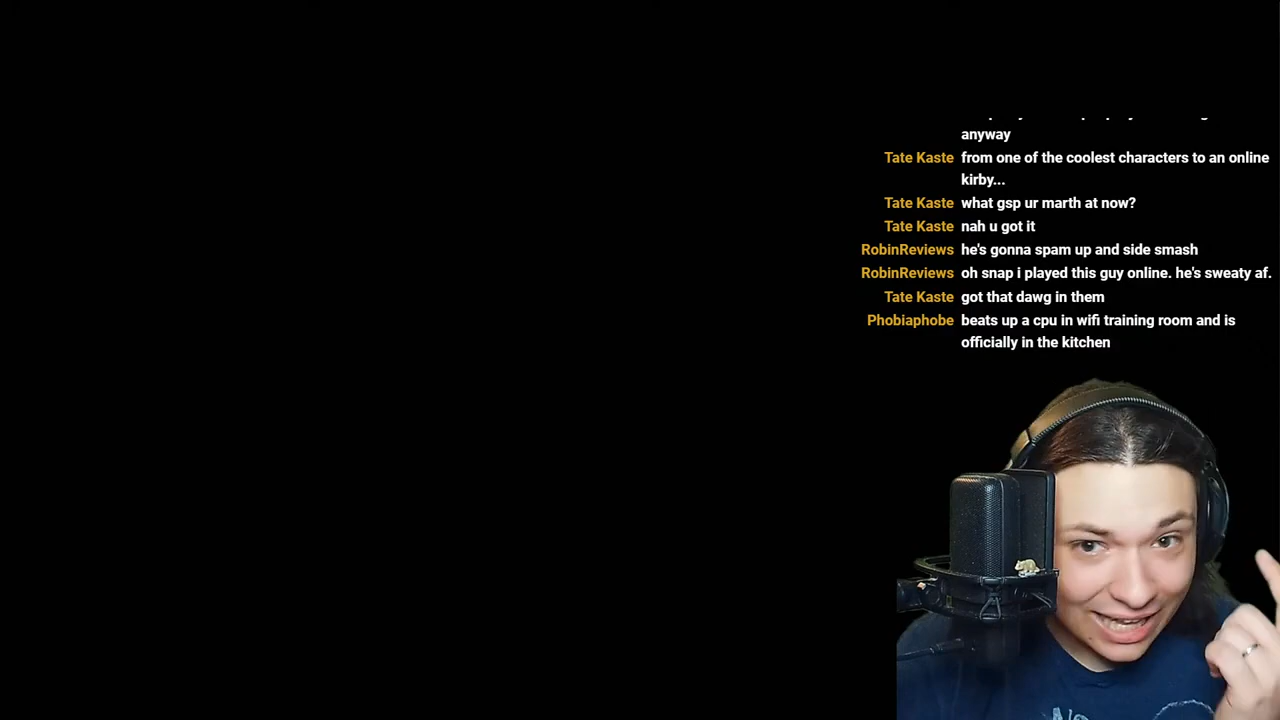 anyway
Tate Kaste from one of the coolest characters to an online
kirby...
Tate Kaste what gsp ur marth at now?
Tate Kaste nah u got it
RobinReviews he's gonna spam up and side smash
RobinReviews oh snap i played this guy online. he's sweaty af.
Tate Kaste got that dawg in them
Phobiaphobe beats up a cpu in wifi training room and is
officially in the kitchen